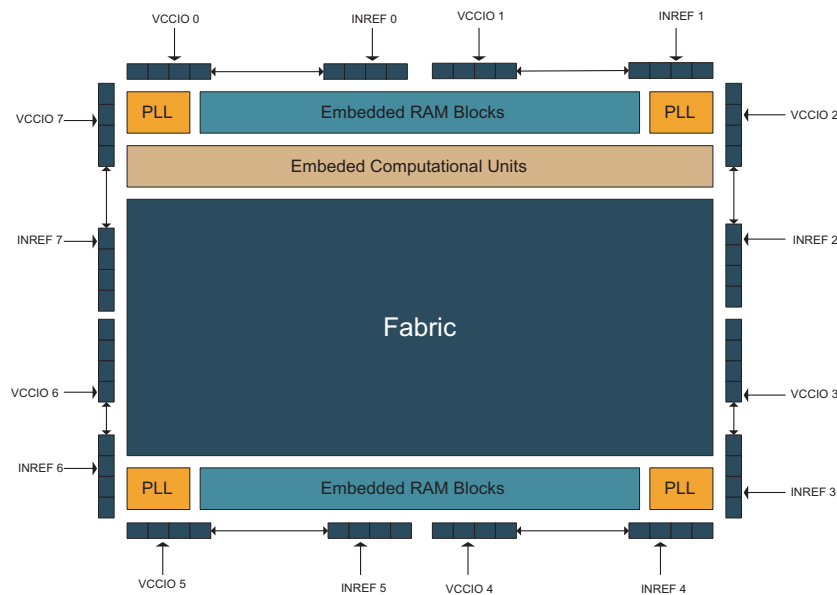 VCCIO 0
INREF 0
VCCIO 1
INREF 1
VCCIO 7
PLL
Embedded RAM Blocks
PLL
VCCIO 2
Embeded Computational Units
INREF 7
INREF 2
Fabric
VCCIO 6
VCCIO 3
INREF 6
PLL
Embedded RAM Blocks
PLL
INREF 3
VCCIO 5
INREF 5
VCCIO 4
INREF 4